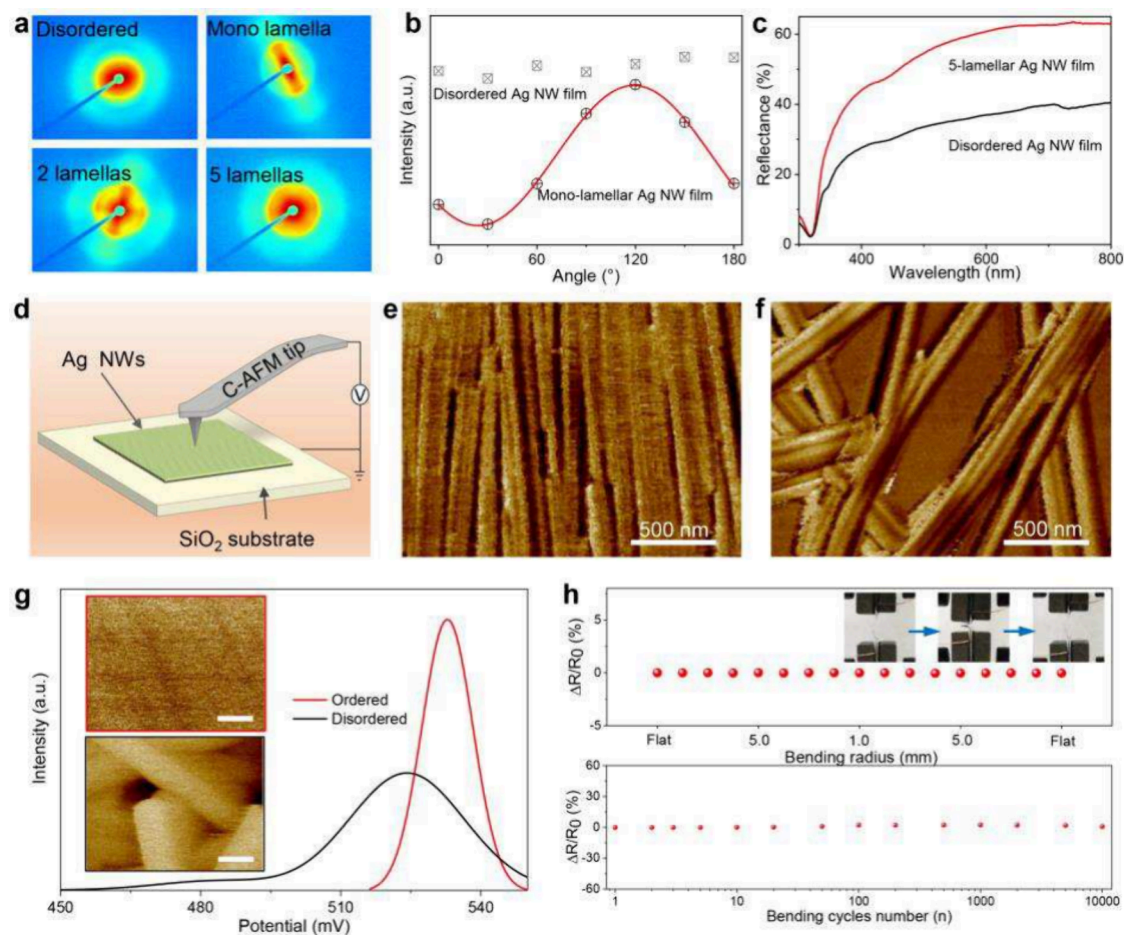 a
Disordered
Mono lamella
2 lamellas
5 lamellas
b
Intensity (a.u.)
Disordered Ag NW film
Mono-lamellar Ag NW film
0 60 120 180
Angle (°)
c
Reflectance (%)
60
40
20
0
5-lamellar Ag NW film
Disordered Ag NW film
400 600 800
Wavelength (nm)
d
Ag NWs
C-AFM tip
V
SiO2 substrate
e
500 nm
f
500 nm
g
Intensity (a.u.)
Ordered
Disordered
450 480 510 540
Potential (mV)
h
ΔR/R0 (%)
5
0
-5
Flat 5.0 1.0 5.0 Flat
Bending radius (mm)
ΔR/R0 (%)
60
30
0
-30
-60
1 10 100 1000 10000
Bending cycles number (n)